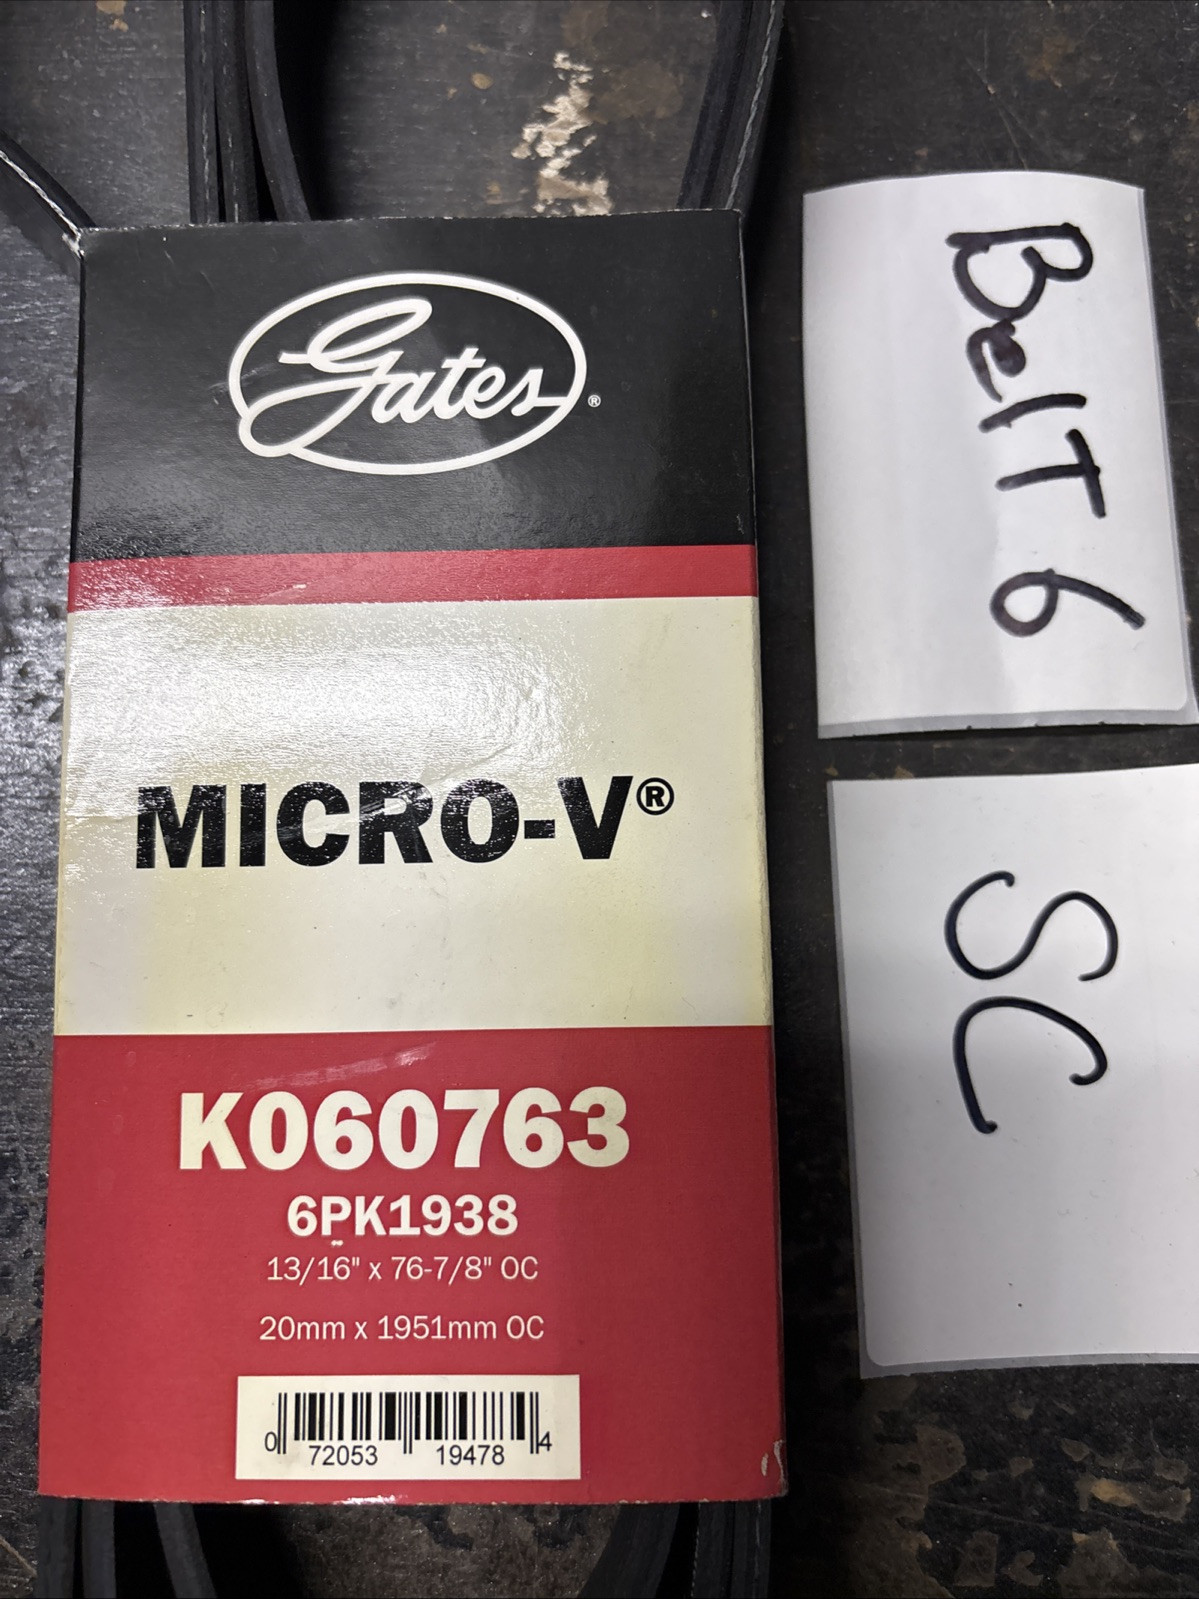 Gates®
MICRO-V®
K060763
6PK1938
13/16" x 76-7/8" OC
20mm x 1951mm OC
0 72053 19478 4
BelT 6
SC